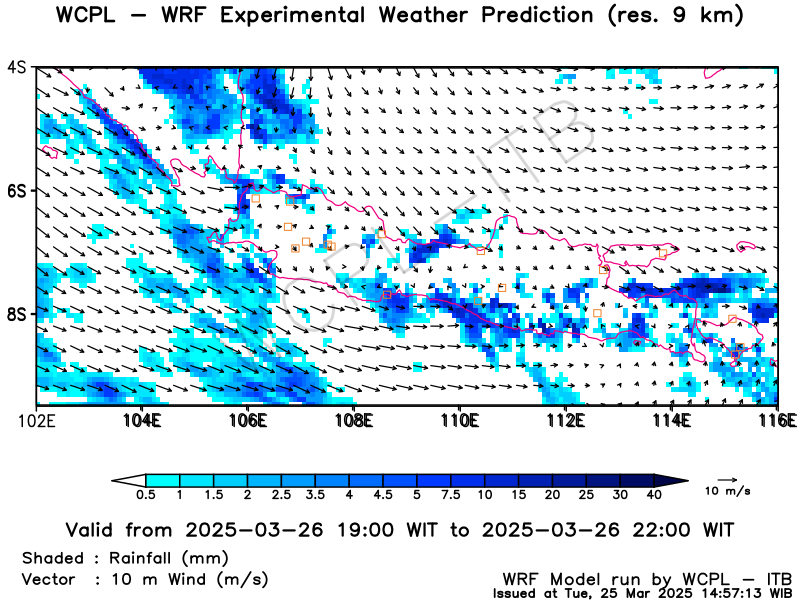 WCPL – WRF Experimental Weather Prediction (res. 9 km)
WCPL–ITB
4S
6S
8S
102E 104E 106E 108E 110E 112E 114E 116E
0.5 1 1.5 2 2.5 3.5 4 4.5 5 7.5 10 15 20 25 30 40
10 m/s
Valid from 2025–03–26 19:00 WIT to 2025–03–26 22:00 WIT
Shaded : Rainfall (mm)
Vector : 10 m Wind (m/s)
WRF Model run by WCPL – ITB
Issued at Tue, 25 Mar 2025 14:57:13 WIB